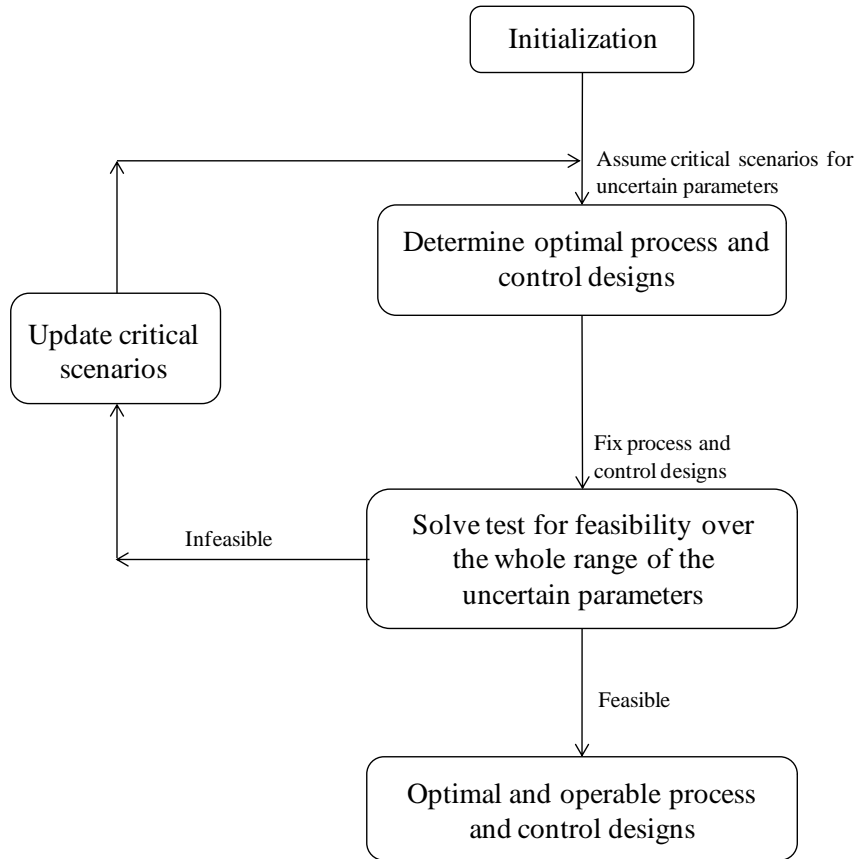 Initialization
Assume critical scenarios for
uncertain parameters
Determine optimal process and
control designs
Update critical
scenarios
Fix process and
control designs
Solve test for feasibility over
the whole range of the
uncertain parameters
Infeasible
Feasible
Optimal and operable process
and control designs